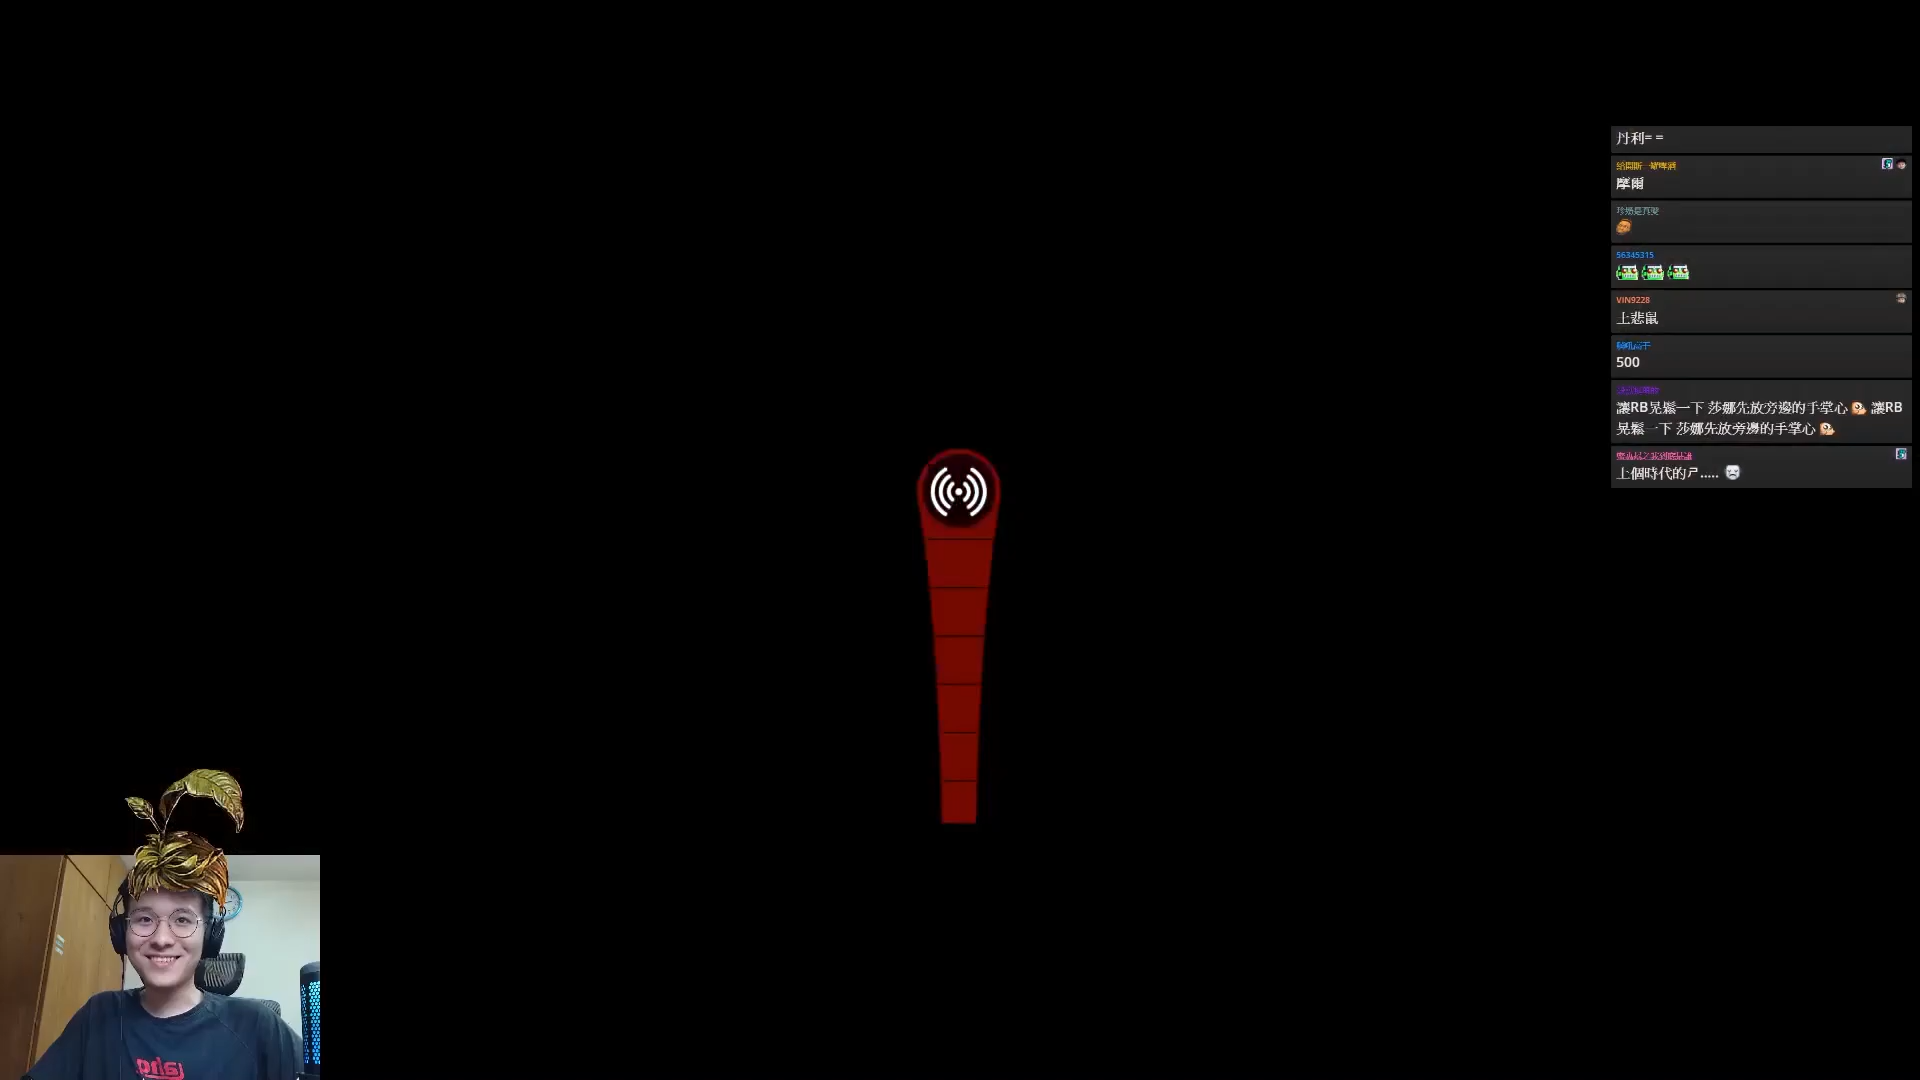 丹利= =
摩爾
56345315
VIN9228
上悲鼠
500
讓RB晃鬆一下 莎娜先放旁邊的手掌心 讓RB
晃鬆一下 莎娜先放旁邊的手掌心
上個時代的ㄕ.....